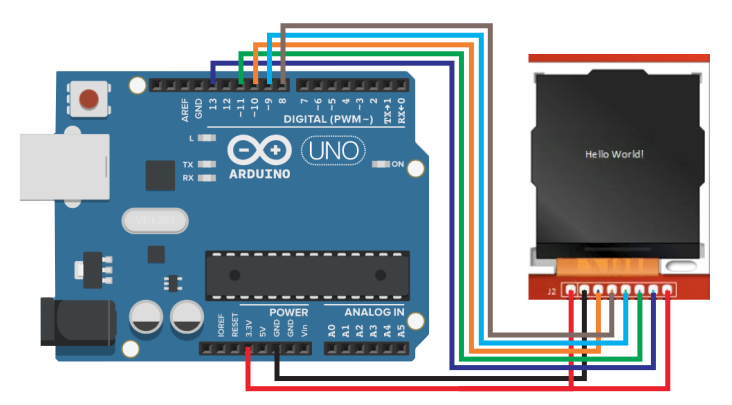 AREF
GND
13
12
~11
~10
~9
8
7
~6
~5
4
~3
2
TX→1
RX←0
DIGITAL (PWM~)
L
TX
RX
ARDUINO
UNO
ON
Hello World!
J2
POWER
ANALOG IN
IOREF
RESET
3.3V
5V
GND
GND
Vin
A0
A1
A2
A3
A4
A5